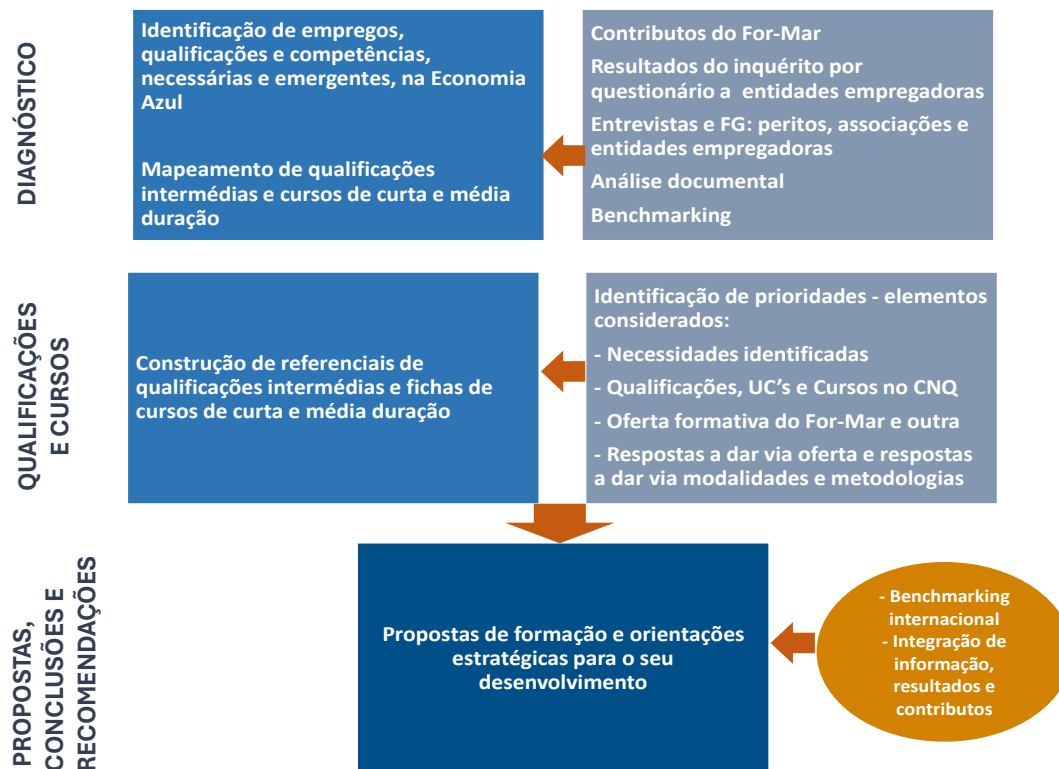 DIAGNÓSTICO
Identificação de empregos,
qualificações e competências,
necessárias e emergentes, na Economia
Azul
Mapeamento de qualificações
intermédias e cursos de curta e média
duração
Contributos do For-Mar
Resultados do inquérito por
questionário a  entidades empregadoras
Entrevistas e FG: peritos, associações e
entidades empregadoras
Análise documental
Benchmarking
QUALIFICAÇÕES
E CURSOS
Construção de referenciais de
qualificações intermédias e fichas de
cursos de curta e média duração
Identificação de prioridades - elementos
considerados:
- Necessidades identificadas
- Qualificações, UC's e Cursos no CNQ
- Oferta formativa do For-Mar e outra
- Respostas a dar via oferta e respostas
a dar via modalidades e metodologias
PROPOSTAS,
CONCLUSÕES E
RECOMENDAÇÕES
Propostas de formação e orientações
estratégicas para o seu
desenvolvimento
- Benchmarking
internacional
- Integração de
informação,
resultados e
contributos